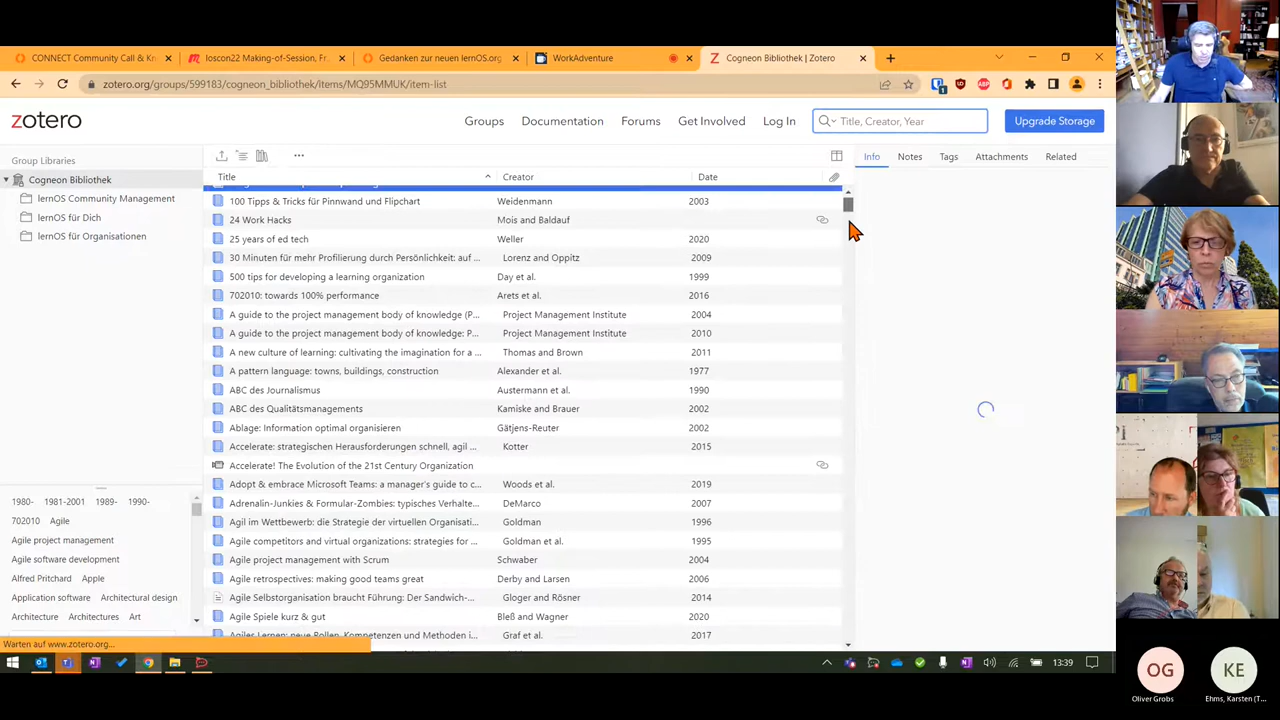 CONNECT Community Call & Kn
loscon22 Making-of-Session, Fr
Gedanken zur neuen lernOS.org
WorkAdventure
Cogneon Bibliothek | Zotero
zotero.org/groups/599183/cogneon_bibliothek/items/MQ95MMUK/item-list
zotero
Groups Documentation Forums Get Involved Log In
Title, Creator, Year
Upgrade Storage
Group Libraries
Cogneon Bibliothek
lernOS Community Management
lernOS für Dich
lernOS für Organisationen
Title Creator Date
100 Tipps & Tricks für Pinnwand und Flipchart Weidenmann 2003
24 Work Hacks Mois and Baldauf
25 years of ed tech Weller 2020
30 Minuten für mehr Profilierung durch Persönlichkeit: auf ... Lorenz and Oppitz 2009
500 tips for developing a learning organization Day et al. 1999
702010: towards 100% performance Arets et al. 2016
A guide to the project management body of knowledge (P... Project Management Institute 2004
A guide to the project management body of knowledge: P... Project Management Institute 2010
A new culture of learning: cultivating the imagination for a ... Thomas and Brown 2011
A pattern language: towns, buildings, construction Alexander et al. 1977
ABC des Journalismus Austermann et al. 1990
ABC des Qualitätsmanagements Kamiske and Brauer 2002
Ablage: Information optimal organisieren Gätjens-Reuter 2002
Accelerate: strategischen Herausforderungen schnell, agil ... Kotter 2015
Accelerate! The Evolution of the 21st Century Organization
Adopt & embrace Microsoft Teams: a manager's guide to c... Woods et al. 2019
Adrenalin-Junkies & Formular-Zombies: typisches Verhalte... DeMarco 2007
Agil im Wettbewerb: die Strategie der virtuellen Organisati... Goldman 1996
Agile competitors and virtual organizations: strategies for ... Goldman et al. 1995
Agile project management with Scrum Schwaber 2004
Agile retrospectives: making good teams great Derby and Larsen 2006
Agile Selbstorganisation braucht Führung: Der Sandwich-... Gloger and Rösner 2014
Agile Spiele kurz & gut Bleß and Wagner 2020
Agiles Lernen: neue Rollen, Kompetenzen und Methoden i... Graf et al. 2017
Info Notes Tags Attachments Related
1980- 1981-2001 1989- 1990-
702010 Agile
Agile project management
Agile software development
Alfred Pritchard Apple
Application software Architectural design
Architecture Architectures Art
Warten auf www.zotero.org...
13:39
OG
Oliver Grobs
KE
Ehms, Karsten (T...